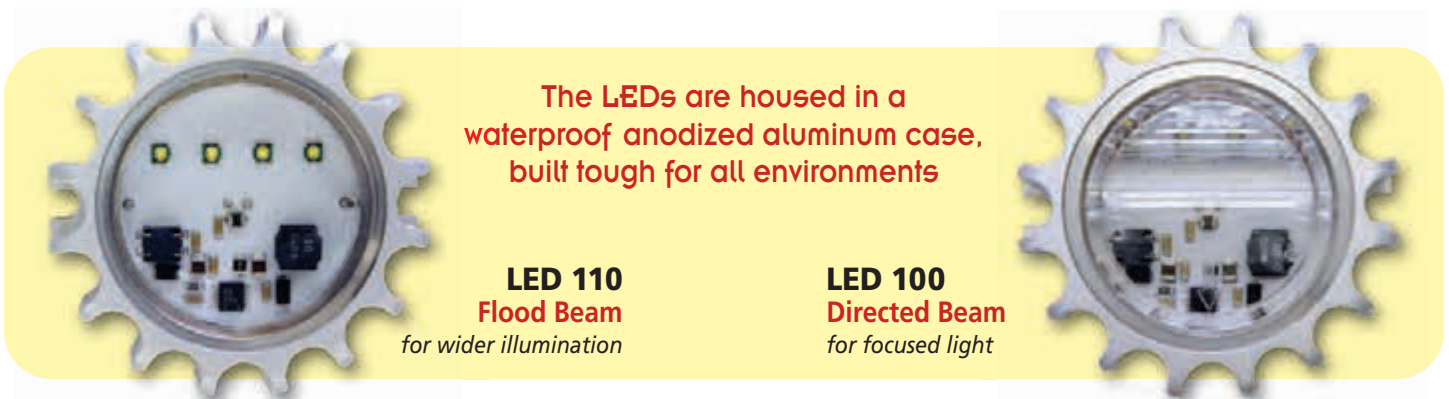 The LEDs are housed in a
waterproof anodized aluminum case,
built tough for all environments
LED 110
Flood Beam
for wider illumination
LED 100
Directed Beam
for focused light